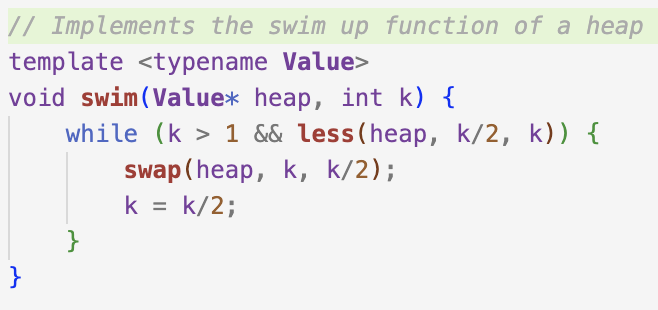 // Implements the swim up function of a heap
template <typename Value>
void swim(Value* heap, int k) {
    while (k > 1 && less(heap, k/2, k)) {
        swap(heap, k, k/2);
        k = k/2;
    }
}